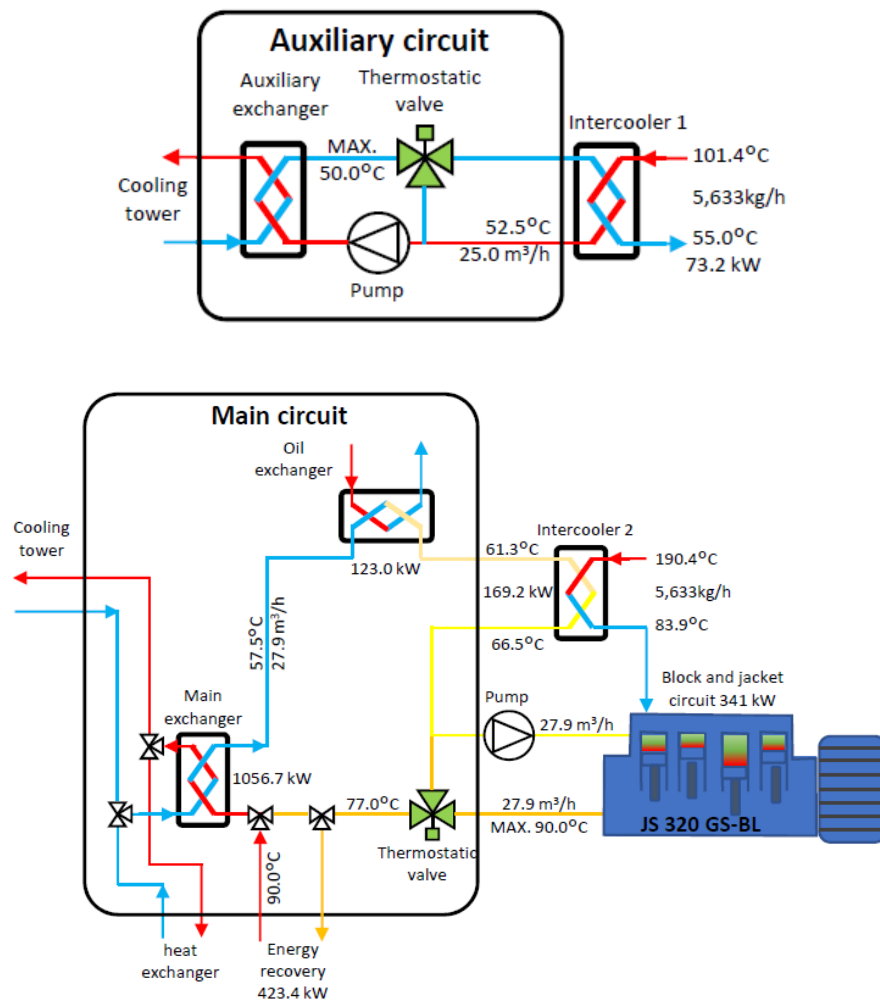 Auxiliary circuit
Auxiliary
exchanger
Thermostatic
valve
Intercooler 1
MAX.
50.0°C
101.4°C
Cooling
tower
5,633kg/h
52.5°C
25.0 m³/h
55.0°C
73.2 kW
Pump
Main circuit
Oil
exchanger
Cooling
tower
Intercooler 2
61.3°C
190.4°C
123.0 kW
169.2 kW
5,633kg/h
57.5°C
27.9 m³/h
66.5°C
83.9°C
Main
exchanger
Pump
Block and jacket
circuit 341 kW
27.9 m³/h
1056.7 kW
77.0°C
27.9 m³/h
MAX. 90.0°C
JS 320 GS-BL
Thermostatic
valve
90.0°C
heat
exchanger
Energy
recovery
423.4 kW